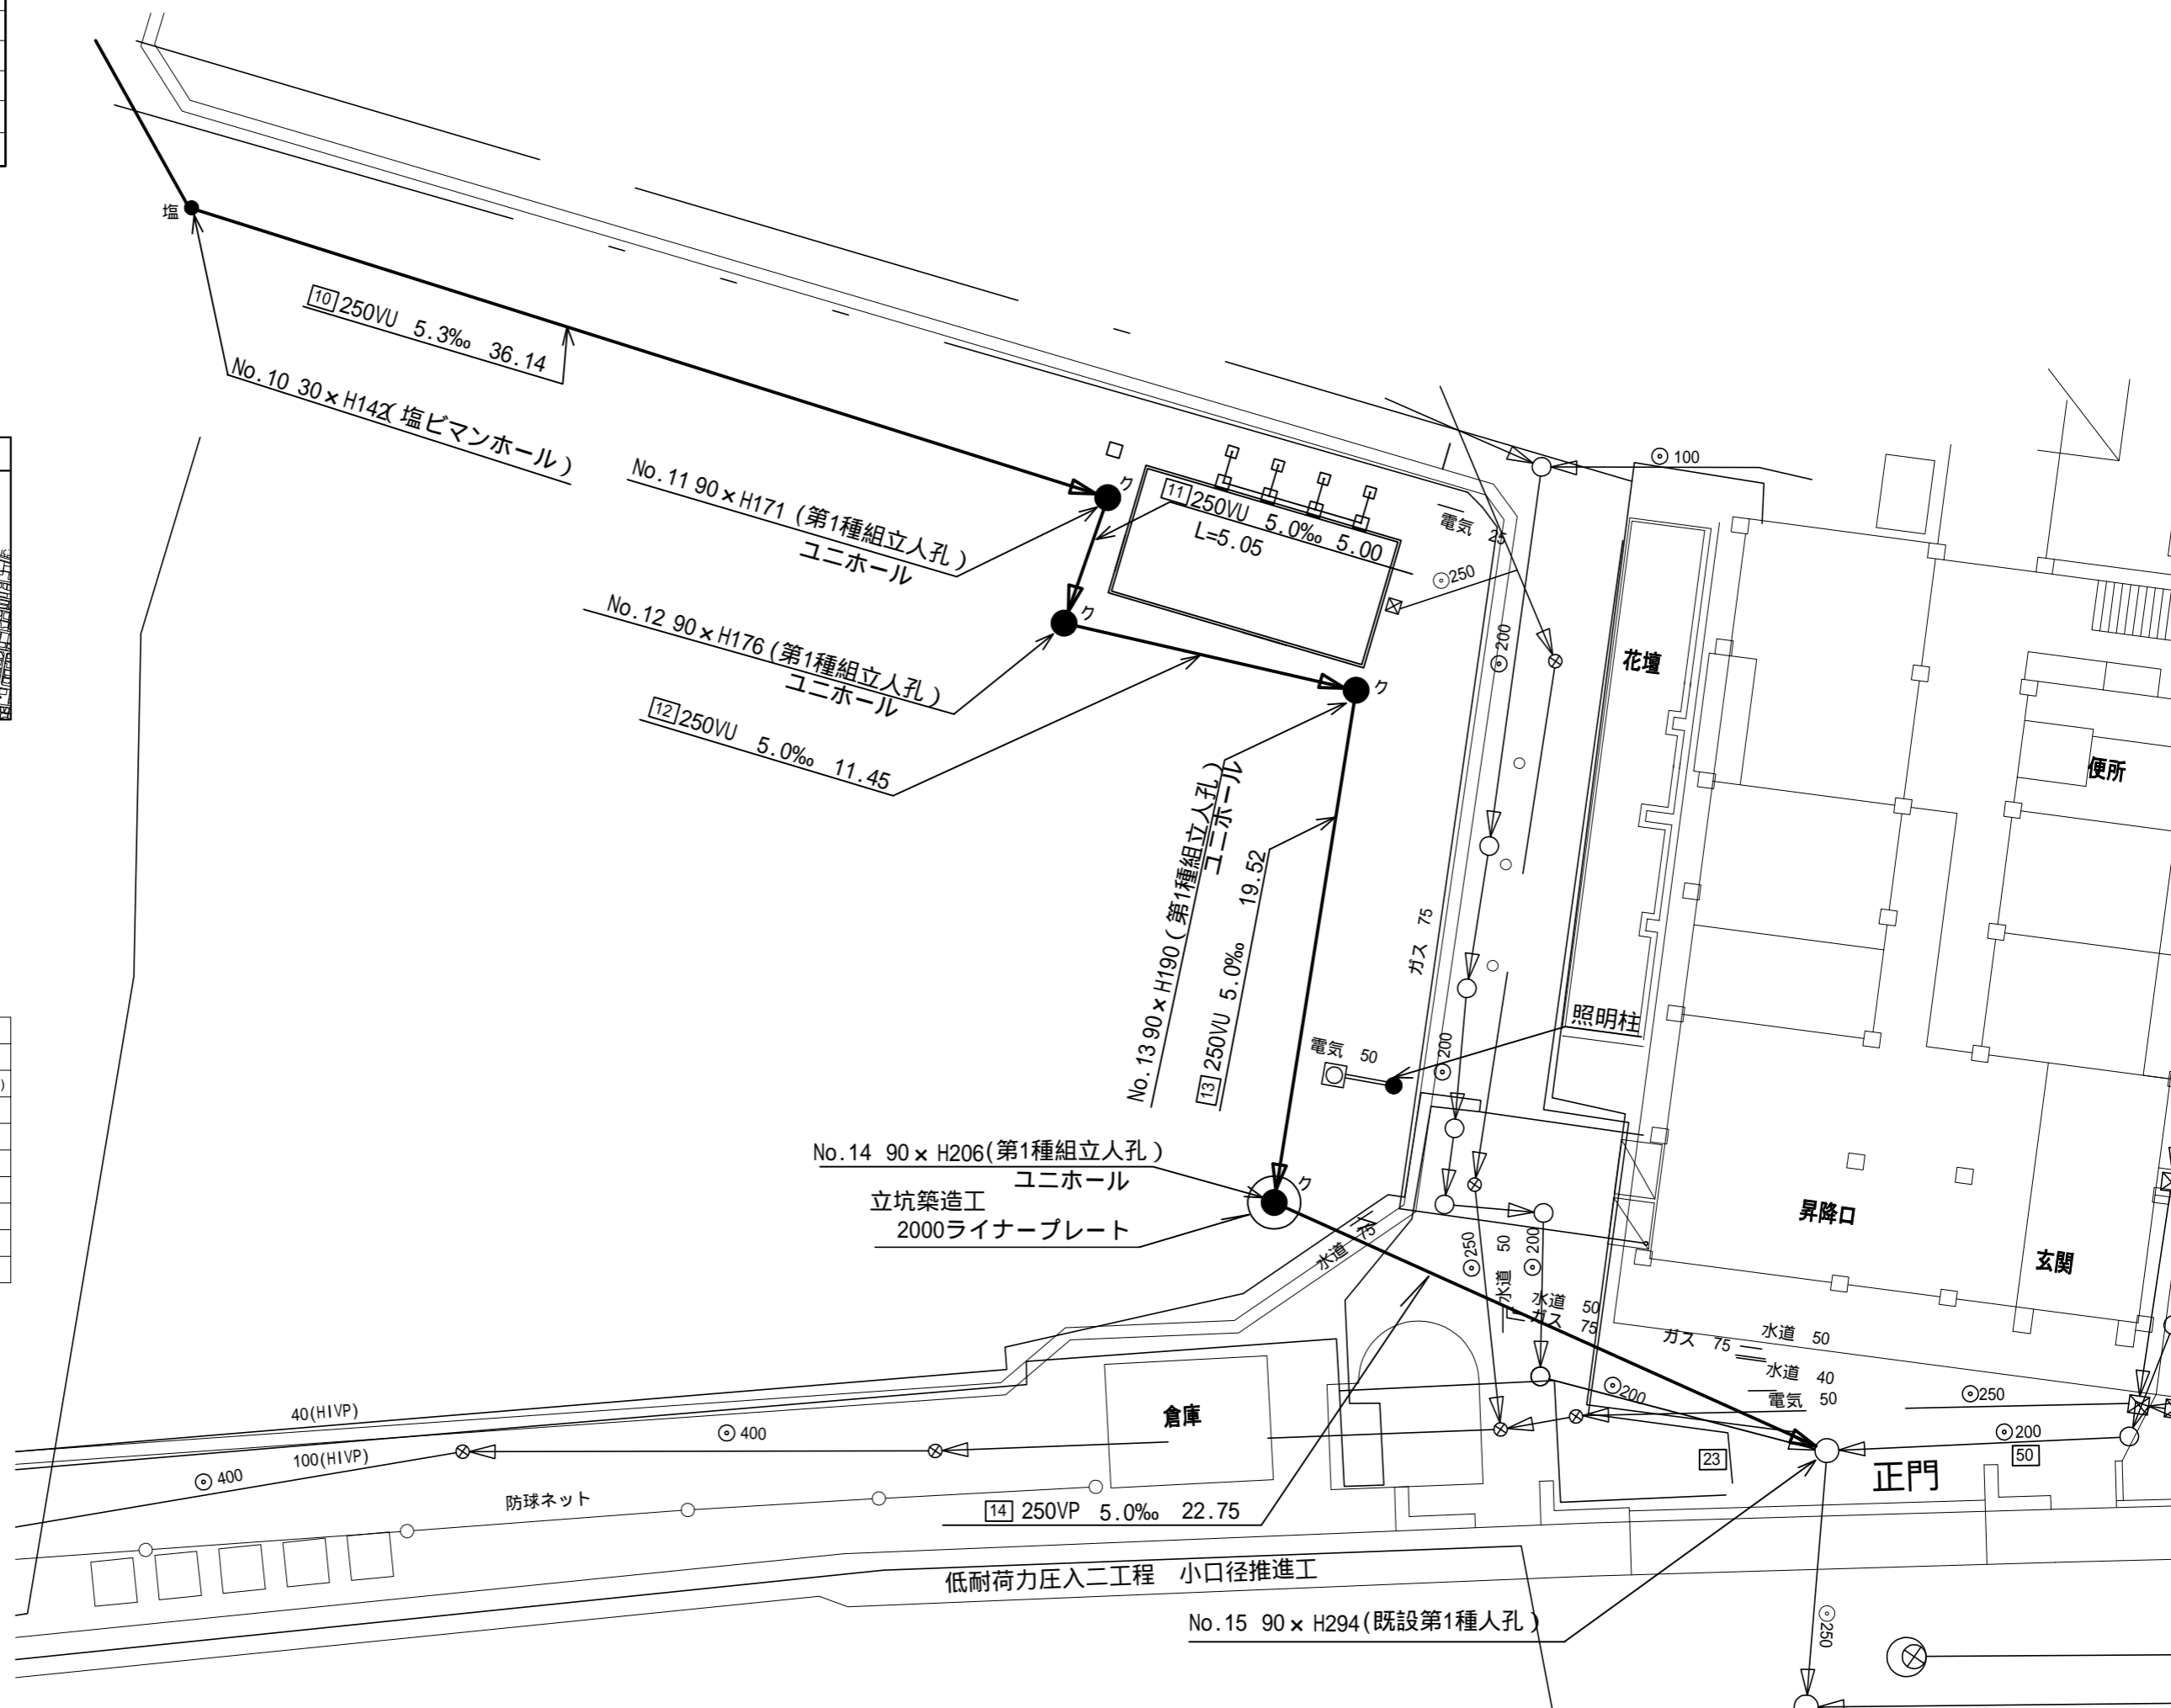 塩
10 250VU 5.3‰ 36.14
No.10 30×H142(塩ビマンホール)
No.11 90×H171 (第1種組立人孔)
ユニホール
ク
11 250VU 5.0‰ 5.00
L=5.05
電気 25
⊙250
⊙100
No.12 90×H176(第1種組立人孔)
ユニホール
ク
12 250VU 5.0‰ 11.45
ク
⊙200
花壇
便所
No.13 90×H190(第1種組立人孔)
ユニホール
13 250VU 5.0‰ 19.52
ガス 75
照明柱
電気 50
⊙200
No.14 90×H206(第1種組立人孔)
ユニホール
ク
立坑築造工
2000ライナープレート
水道 75
⊙250
水道 50
⊙200
水道 50
ガス 75
昇降口
玄関
ガス 75
水道 50
水道 40
電気 50
⊙200
⊙250
⊙200
50
23
正門
倉庫
40(HIVP)
100(HIVP)
⊙400
⊙400
防球ネット
14 250VP 5.0‰ 22.75
低耐荷力圧入二工程 小口径推進工
No.15 90×H294(既設第1種人孔)
⊙250